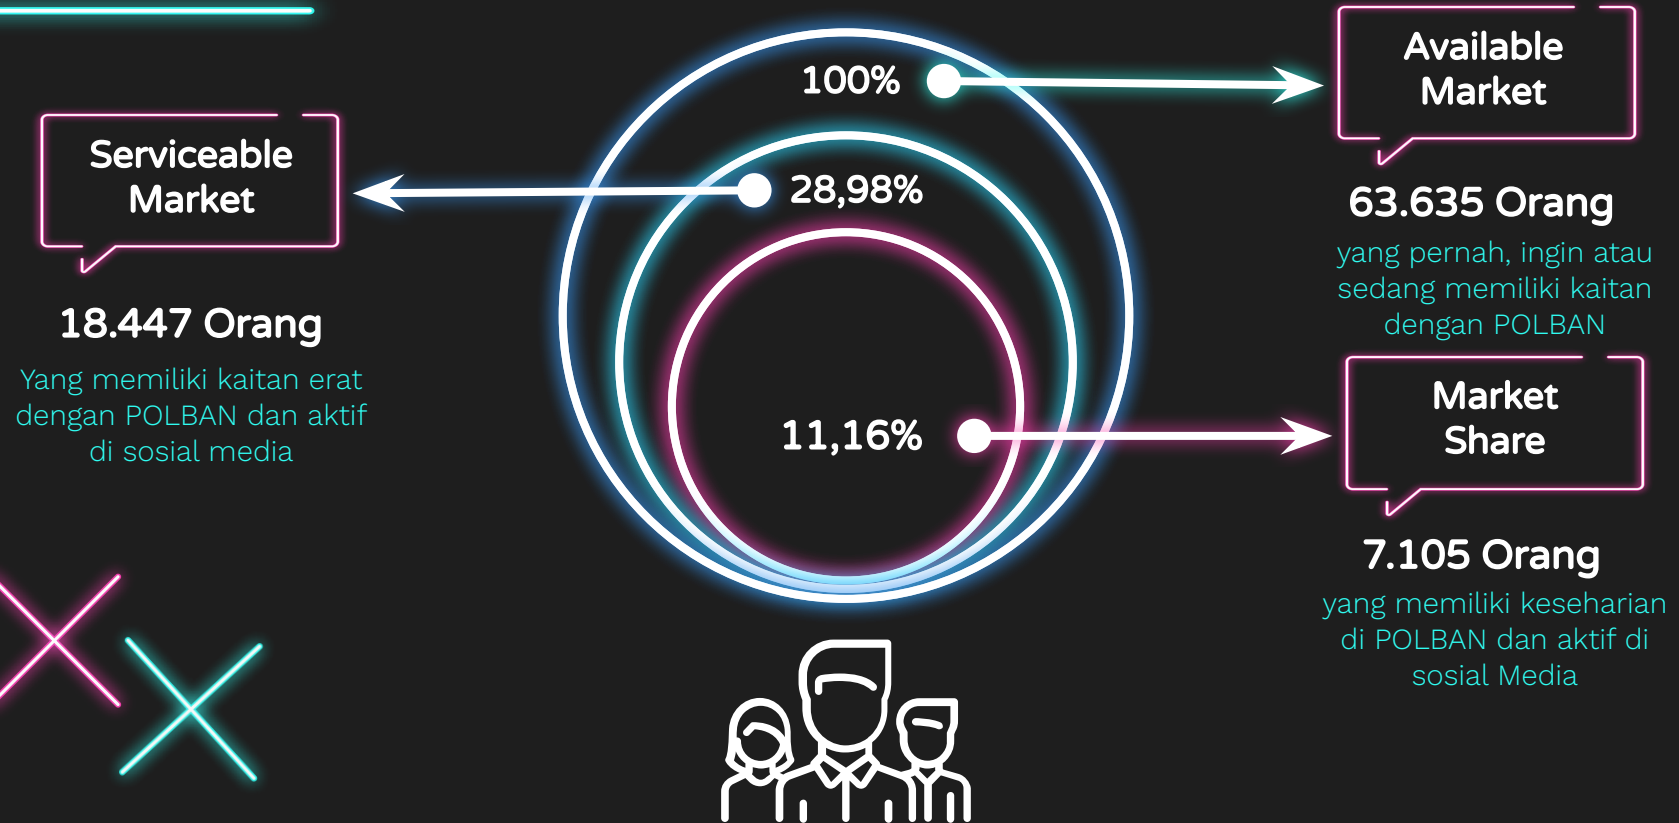 100%
Available
Market
Serviceable
Market
28,98%
63.635 Orang
yang pernah, ingin atau
sedang memiliki kaitan
dengan POLBAN
18.447 Orang
Yang memiliki kaitan erat
dengan POLBAN dan aktif
di sosial media
11,16%
Market
Share
7.105 Orang
yang memiliki keseharian
di POLBAN dan aktif di
sosial Media